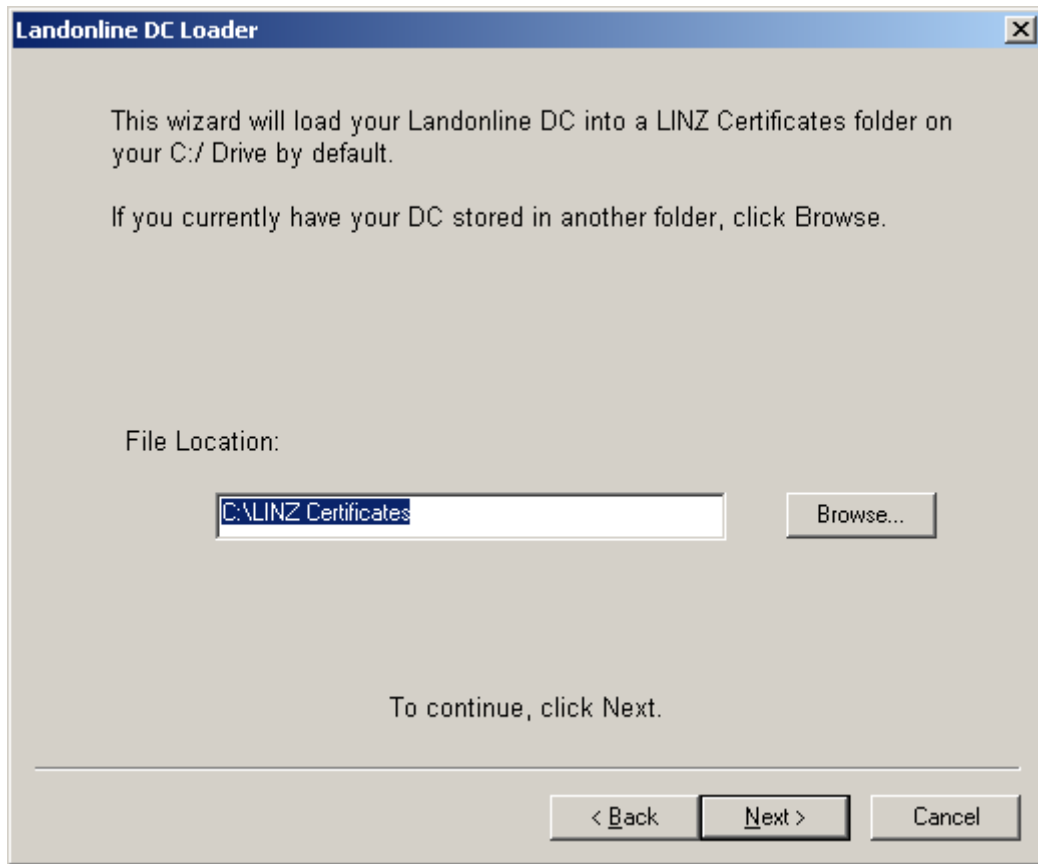 Landonline DC Loader
This wizard will load your Landonline DC into a LINZ Certificates folder on
your C:/ Drive by default.
If you currently have your DC stored in another folder, click Browse.
File Location:
C:\LINZ Certificates
Browse...
To continue, click Next.
< Back
Next >
Cancel